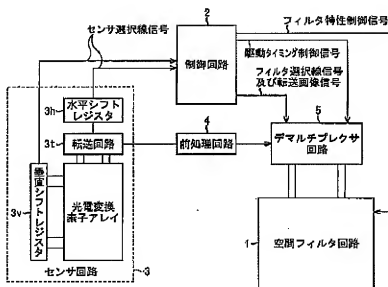 センサ選択線信号
2
制御回路
フィルタ特性制御信号
駆動タイミング制御信号
フィルタ選択線信号
及び転送画像信号
3h
水平シフト
レジスタ
3t
転送回路
4
前処理回路
5
デマルチプレクサ
回路
3v
垂直シフトレジスタ
光電変換
素子アレイ
センサ回路
3
1
空間フィルタ回路